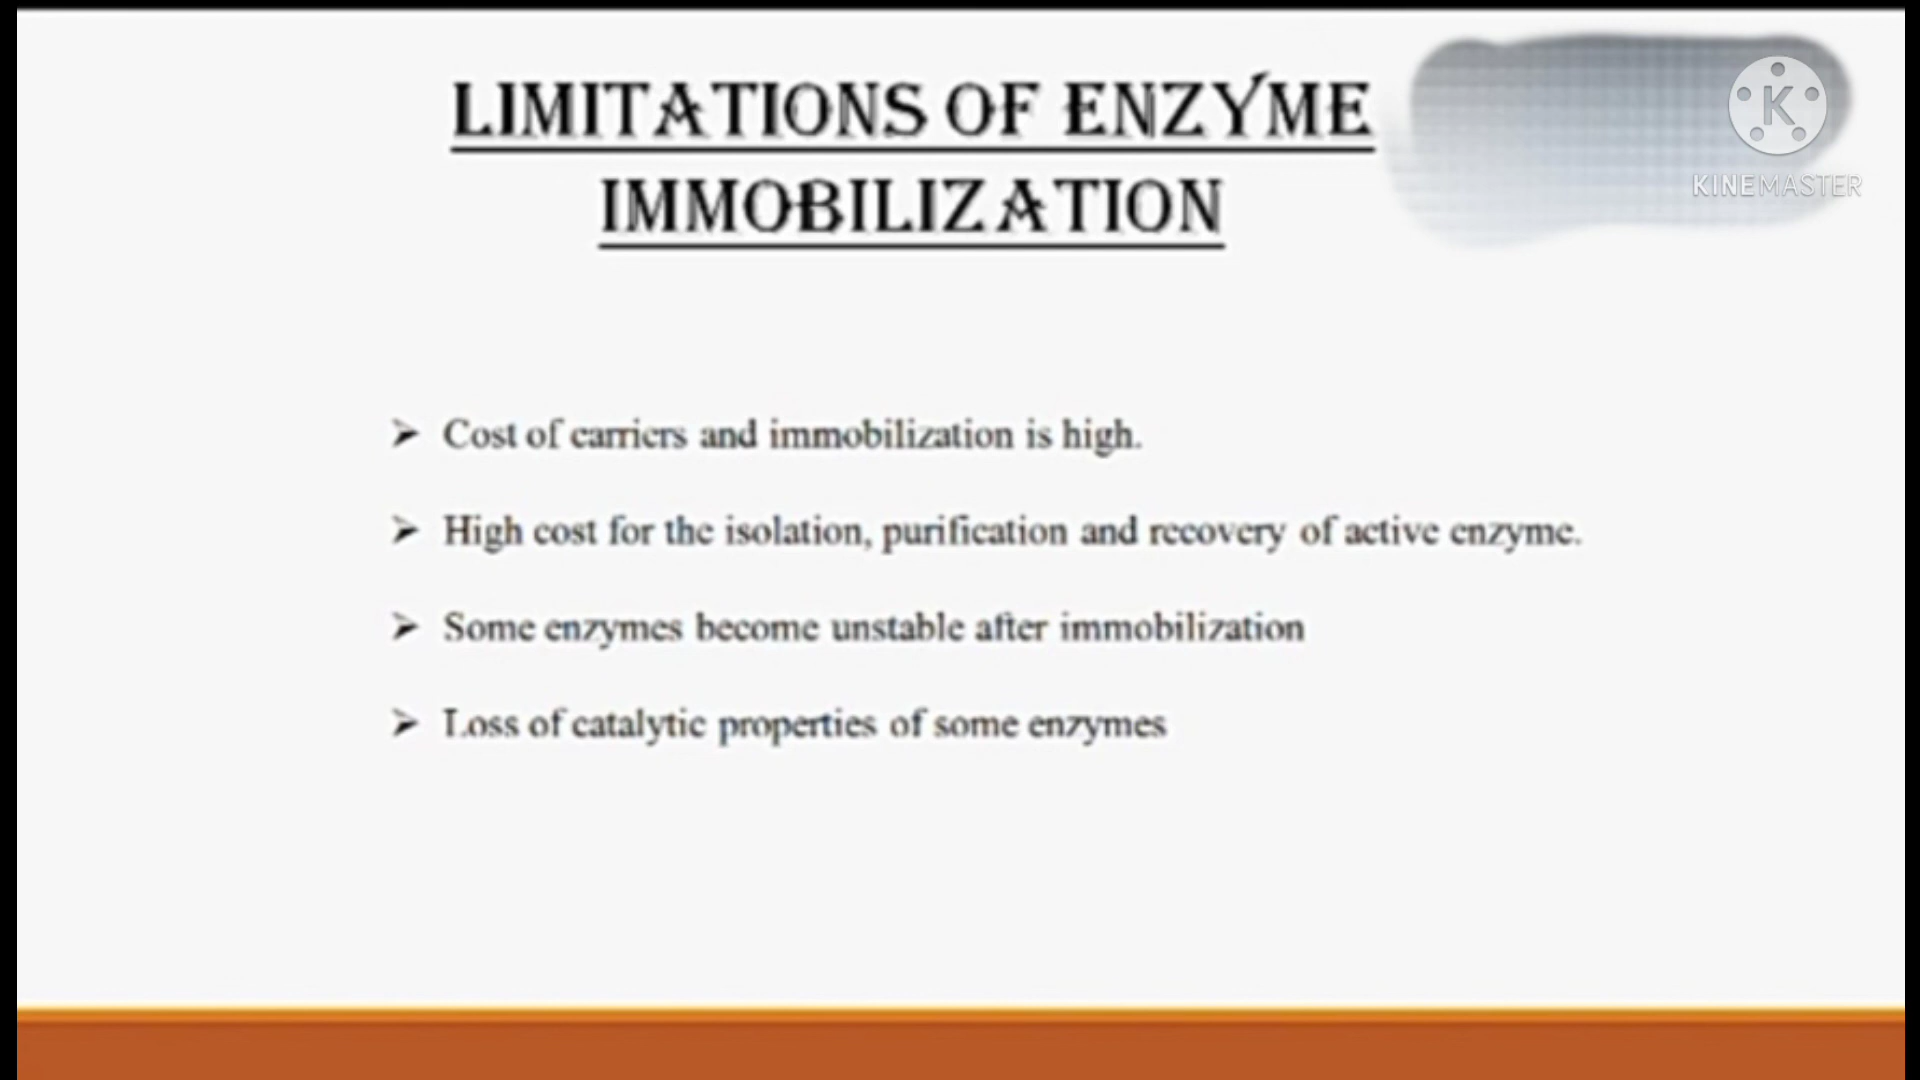 LIMITATIONS OF ENZYME
IMMOBILIZATION
K
KINEMASTER
➢ Cost of carriers and immobilization is high.
➢ High cost for the isolation, purification and recovery of active enzyme.
➢ Some enzymes become unstable after immobilization
➢ Loss of catalytic properties of some enzymes